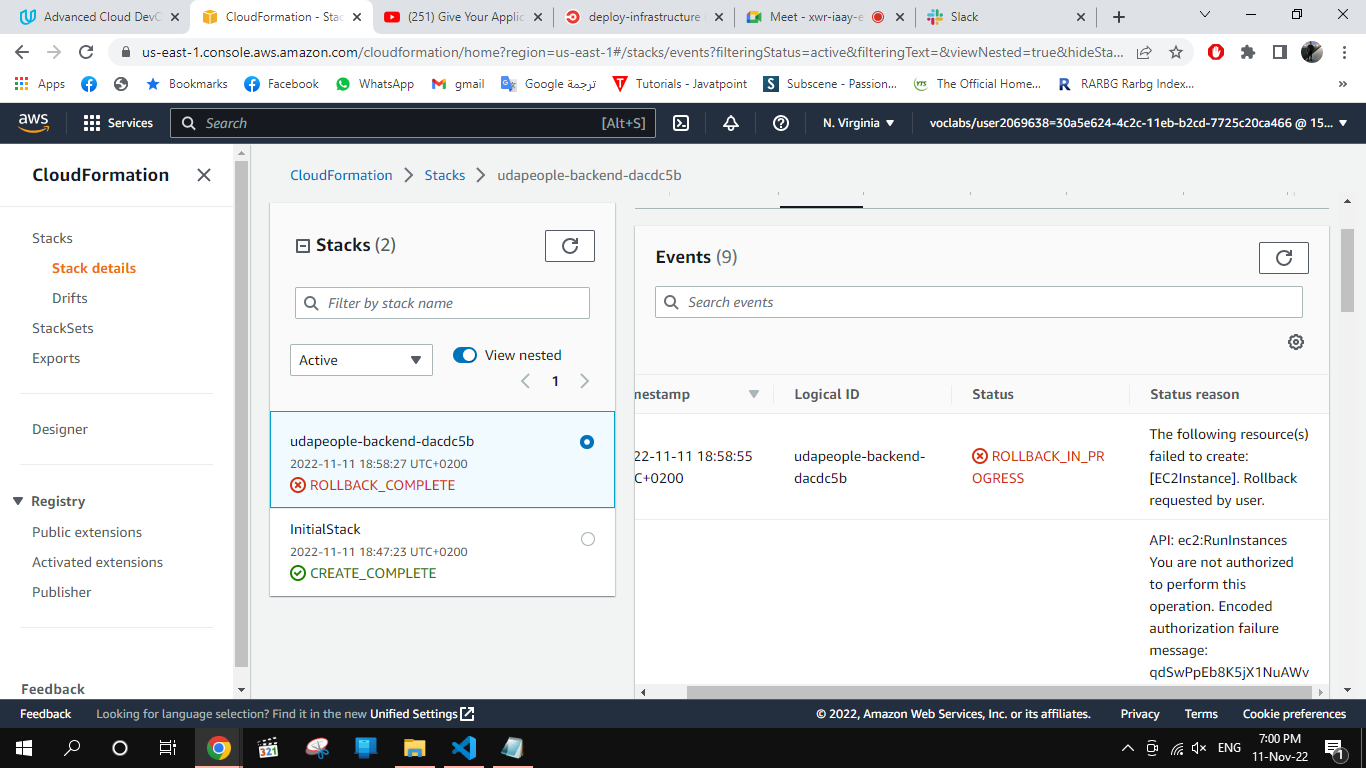 Advanced Cloud DevC
CloudFormation - Stac
(251) Give Your Applic
deploy-infrastructure
Meet - xwr-iaay-e
Slack
us-east-1.console.aws.amazon.com/cloudformation/home?region=us-east-1#/stacks/events?filteringStatus=active&filteringText=&viewNested=true&hideSta...
Apps
Bookmarks
Facebook
WhatsApp
gmail
Google ترجمة
Tutorials - Javatpoint
Subscene - Passion...
The Official Home...
RARBG Rarbg Index...
»
aws
Services
Search
[Alt+S]
N. Virginia
voclabs/user2069638=30a5e624-4c2c-11eb-b2cd-7725c20ca466 @ 15...
CloudFormation
Stacks
Stack details
Drifts
StackSets
Exports
Designer
Registry
Public extensions
Activated extensions
Publisher
Feedback
CloudFormation > Stacks > udapeople-backend-dacdc5b
Stacks (2)
Filter by stack name
Active
View nested
1
udapeople-backend-dacdc5b
2022-11-11 18:58:27 UTC+0200
ROLLBACK_COMPLETE
InitialStack
2022-11-11 18:47:23 UTC+0200
CREATE_COMPLETE
Events (9)
Search events
mestamp
Logical ID
Status
Status reason
22-11-11 18:58:55
C+0200
udapeople-backend-
dacdc5b
ROLLBACK_IN_PR
OGRESS
The following resource(s)
failed to create:
[EC2Instance]. Rollback
requested by user.
API: ec2:RunInstances
You are not authorized
to perform this
operation. Encoded
authorization failure
message:
qdSwPpEb8K5jX1NuAWv
Feedback
Looking for language selection? Find it in the new Unified Settings
© 2022, Amazon Web Services, Inc. or its affiliates.
Privacy
Terms
Cookie preferences
321
ENG
7:00 PM
11-Nov-22
1